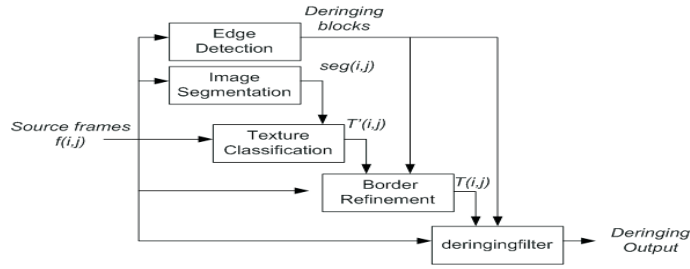 Deringing
blocks
Edge
Detection
Image
Segmentation
seg(i,j)
Source frames
f(i,j)
Texture
Classification
T'(i,j)
Border
Refinement
T(i,j)
deringingfilter
Deringing
Output